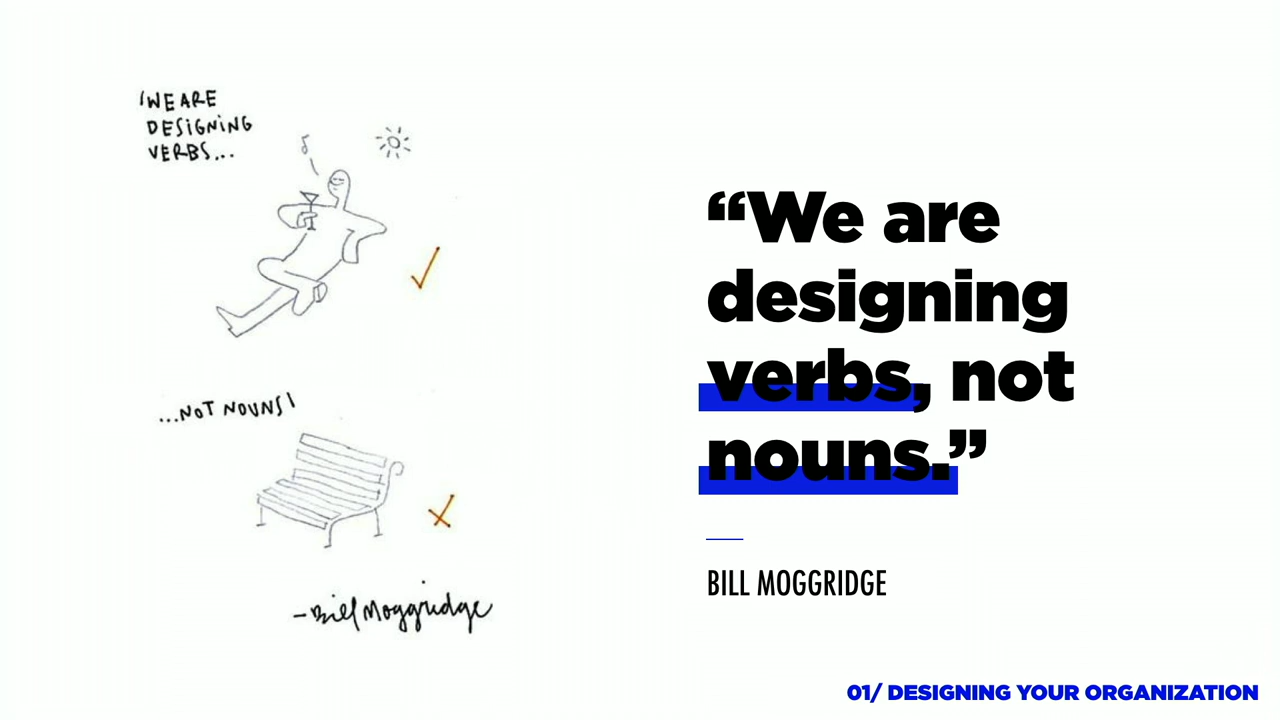 'WE ARE
DESIGNING
VERBS...
...NOT NOUNS!
-Bill Moggridge
“We are
designing
verbs, not
nouns.”
BILL MOGGRIDGE
01/ DESIGNING YOUR ORGANIZATION